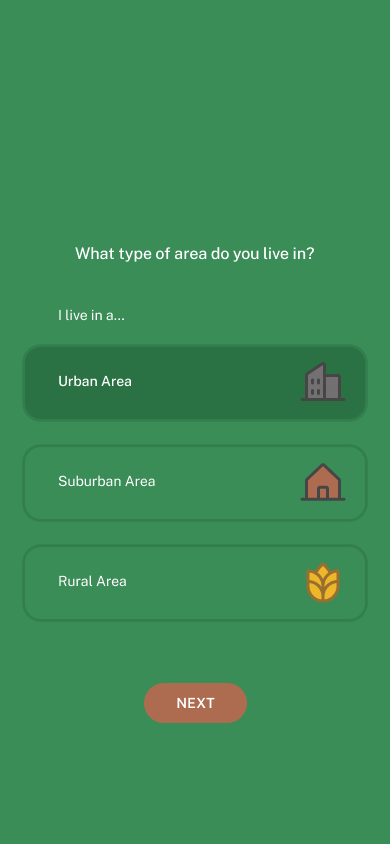 What type of area do you live in?
I live in a...
Urban Area
Suburban Area
Rural Area
NEXT